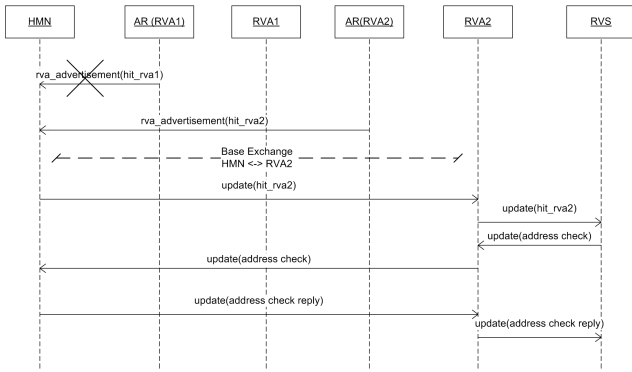 HMN
AR (RVA1)
RVA1
AR(RVA2)
RVA2
RVS
rva_advertisement(hit_rva1)
rva_advertisement(hit_rva2)
Base Exchange
HMN <-> RVA2
update(hit_rva2)
update(hit_rva2)
update(address check)
update(address check)
update(address check reply)
update(address check reply)